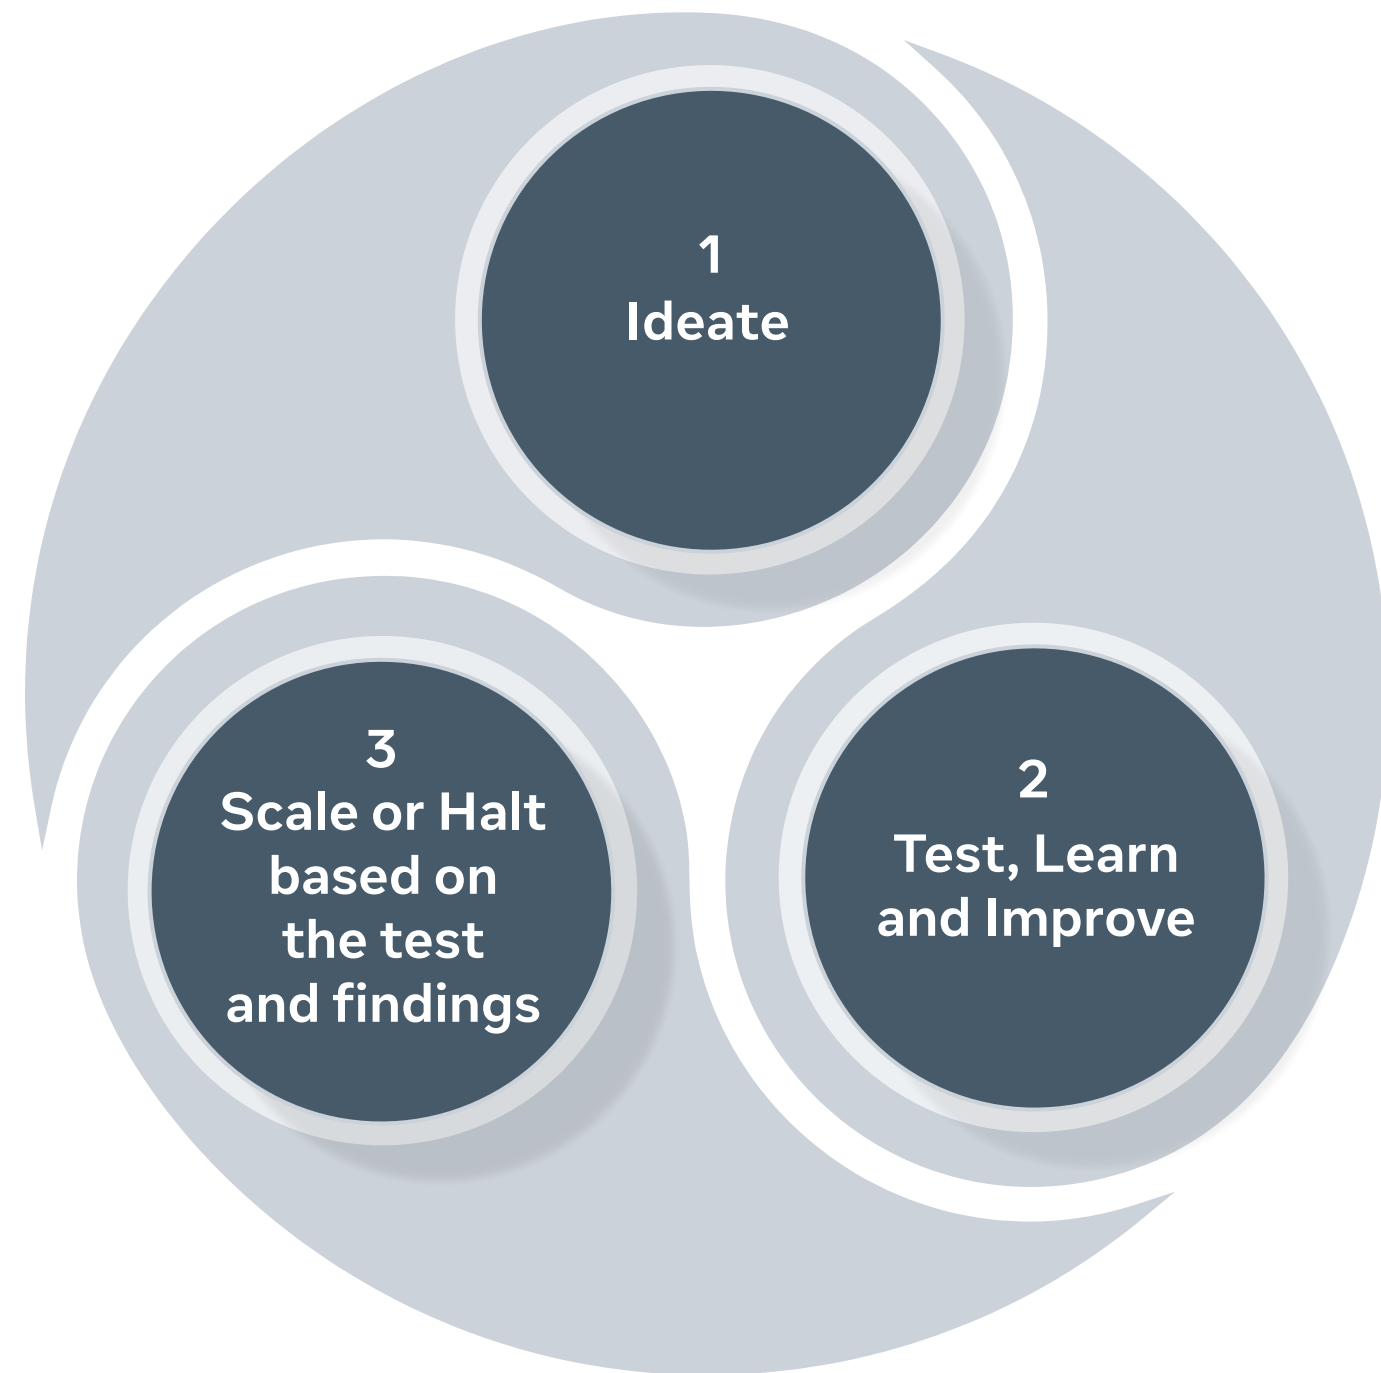 1
Ideate
2
Test, Learn
and Improve
3
Scale or Halt
based on
the test
and findings